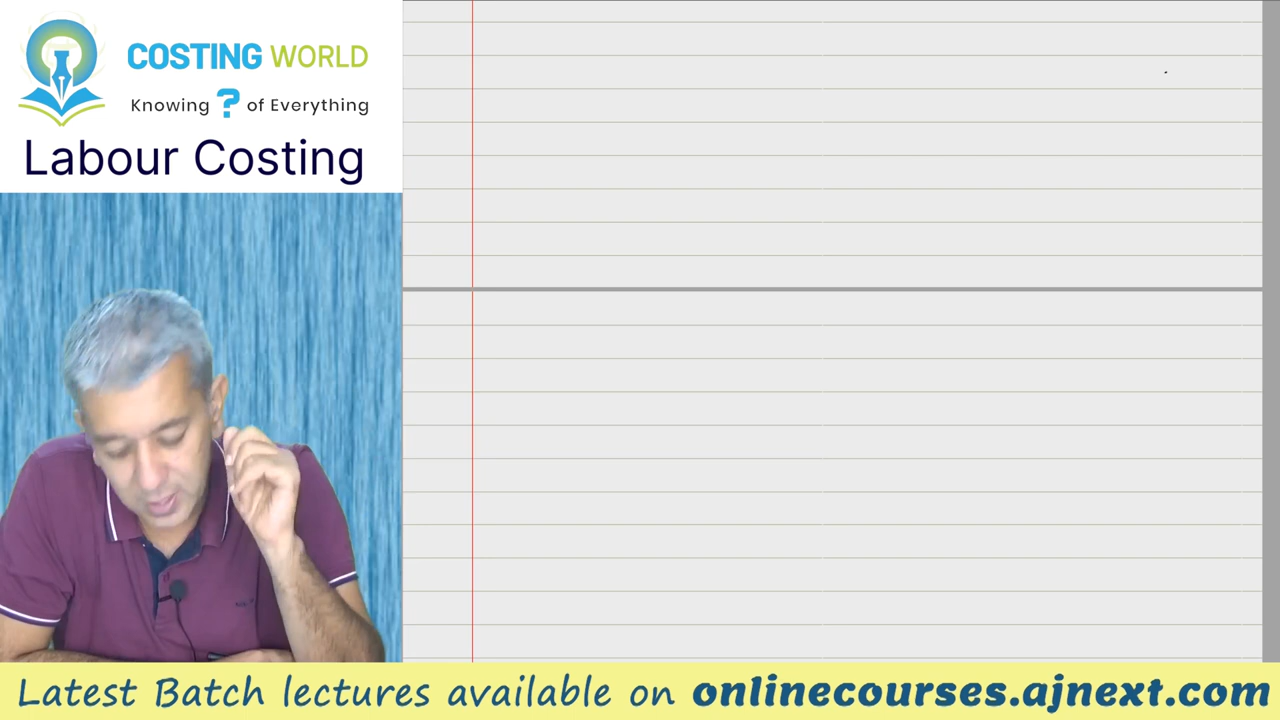 COSTING WORLD
Knowing ? of Everything
Labour Costing
Latest Batch lectures available on onlinecourses.ajnext.com